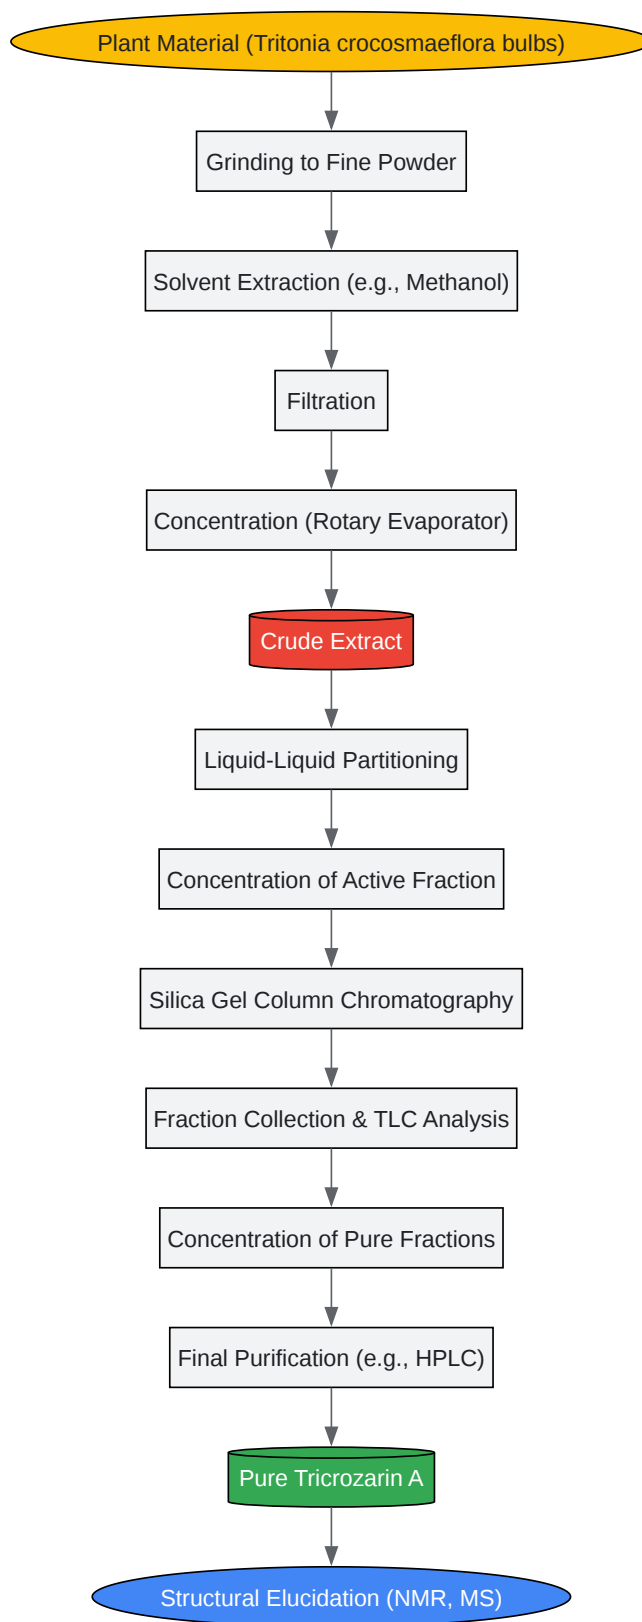 Plant Material (Tritonia crocosmaeflora bulbs)
Grinding to Fine Powder
Solvent Extraction (e.g., Methanol)
Filtration
Concentration (Rotary Evaporator)
Crude Extract
Liquid-Liquid Partitioning
Concentration of Active Fraction
Silica Gel Column Chromatography
Fraction Collection & TLC Analysis
Concentration of Pure Fractions
Final Purification (e.g., HPLC)
Pure Tricrozarin A
Structural Elucidation (NMR, MS)